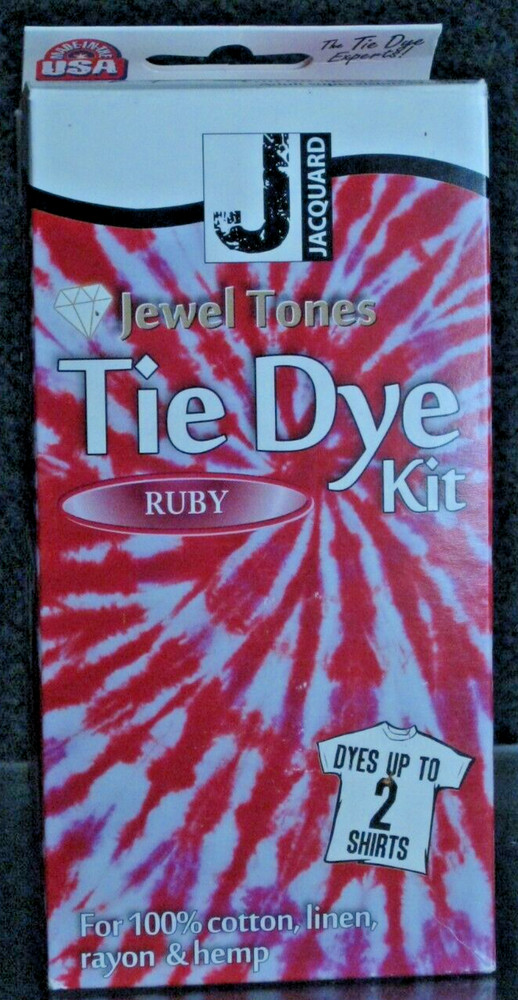 MADE·IN·THE
USA
The Tie Dye
Experts!
J
JACQUARD
Jewel Tones
Tie Dye
Kit
RUBY
DYES UP TO
2
SHIRTS
For 100% cotton, linen,
rayon & hemp